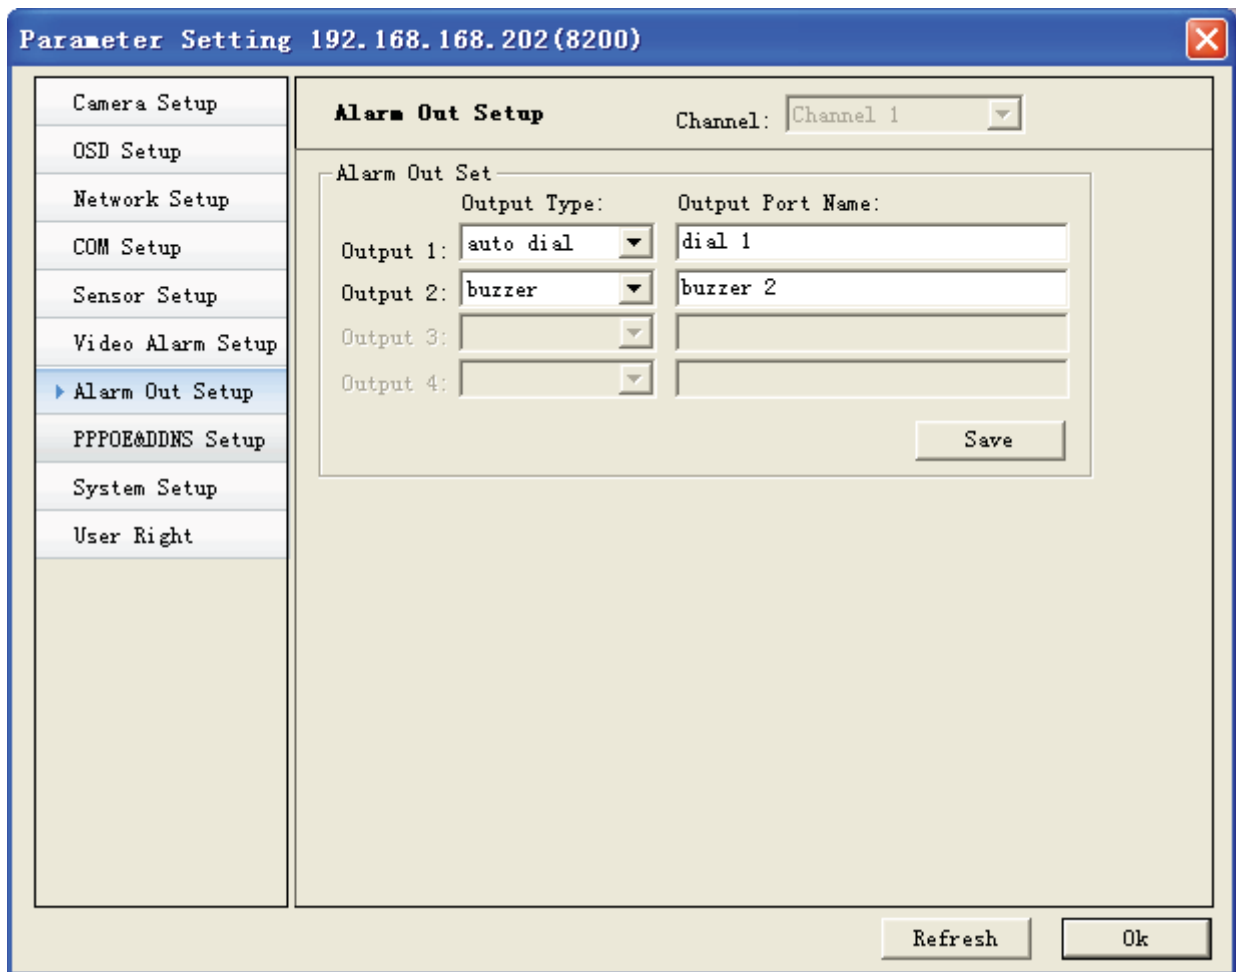 Parameter Setting 192.168.168.202(8200)
Camera Setup
OSD Setup
Network Setup
COM Setup
Sensor Setup
Video Alarm Setup
Alarm Out Setup
PPPOE&DDNS Setup
System Setup
User Right
Alarm Out Setup Channel: Channel 1
Alarm Out Set
Output Type: Output Port Name:
Output 1: auto dial dial 1
Output 2: buzzer buzzer 2
Output 3:
Output 4:
Save
Refresh Ok